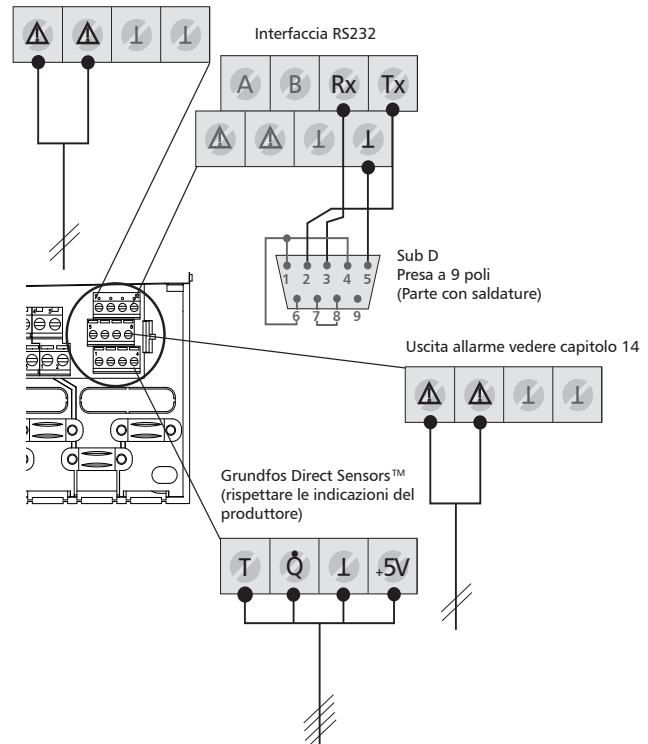 Interfaccia RS232
A B Rx Tx
Sub D
Presa a 9 poli
(Parte con saldature)
1 2 3 4 5
6 7 8 9
Uscita allarme vedere capitolo 14
Grundfos Direct Sensors™
(rispettare le indicazioni del
produttore)
T Q̇ ⊥ +5V